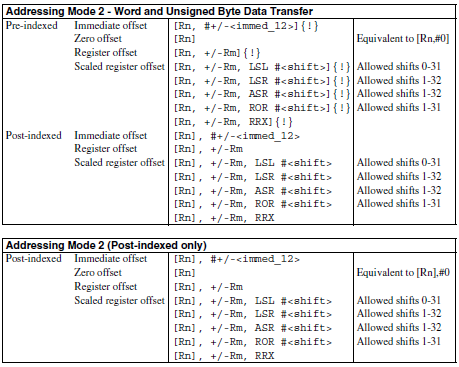 Addressing Mode 2 - Word and Unsigned Byte Data Transfer
Pre-indexed Immediate offset [Rn, #+/-<immed_12>]{!}
Zero offset [Rn] Equivalent to [Rn,#0]
Register offset [Rn, +/-Rm]{!}
Scaled register offset [Rn, +/-Rm, LSL #<shift>]{!} Allowed shifts 0-31
[Rn, +/-Rm, LSR #<shift>]{!} Allowed shifts 1-32
[Rn, +/-Rm, ASR #<shift>]{!} Allowed shifts 1-32
[Rn, +/-Rm, ROR #<shift>]{!} Allowed shifts 1-31
[Rn, +/-Rm, RRX]{!}
Post-indexed Immediate offset [Rn], #+/-<immed_12>
Register offset [Rn], +/-Rm
Scaled register offset [Rn], +/-Rm, LSL #<shift> Allowed shifts 0-31
[Rn], +/-Rm, LSR #<shift> Allowed shifts 1-32
[Rn], +/-Rm, ASR #<shift> Allowed shifts 1-32
[Rn], +/-Rm, ROR #<shift> Allowed shifts 1-31
[Rn], +/-Rm, RRX
Addressing Mode 2 (Post-indexed only)
Post-indexed Immediate offset [Rn], #+/-<immed_12>
Zero offset [Rn] Equivalent to [Rn],#0
Register offset [Rn], +/-Rm
Scaled register offset [Rn], +/-Rm, LSL #<shift> Allowed shifts 0-31
[Rn], +/-Rm, LSR #<shift> Allowed shifts 1-32
[Rn], +/-Rm, ASR #<shift> Allowed shifts 1-32
[Rn], +/-Rm, ROR #<shift> Allowed shifts 1-31
[Rn], +/-Rm, RRX